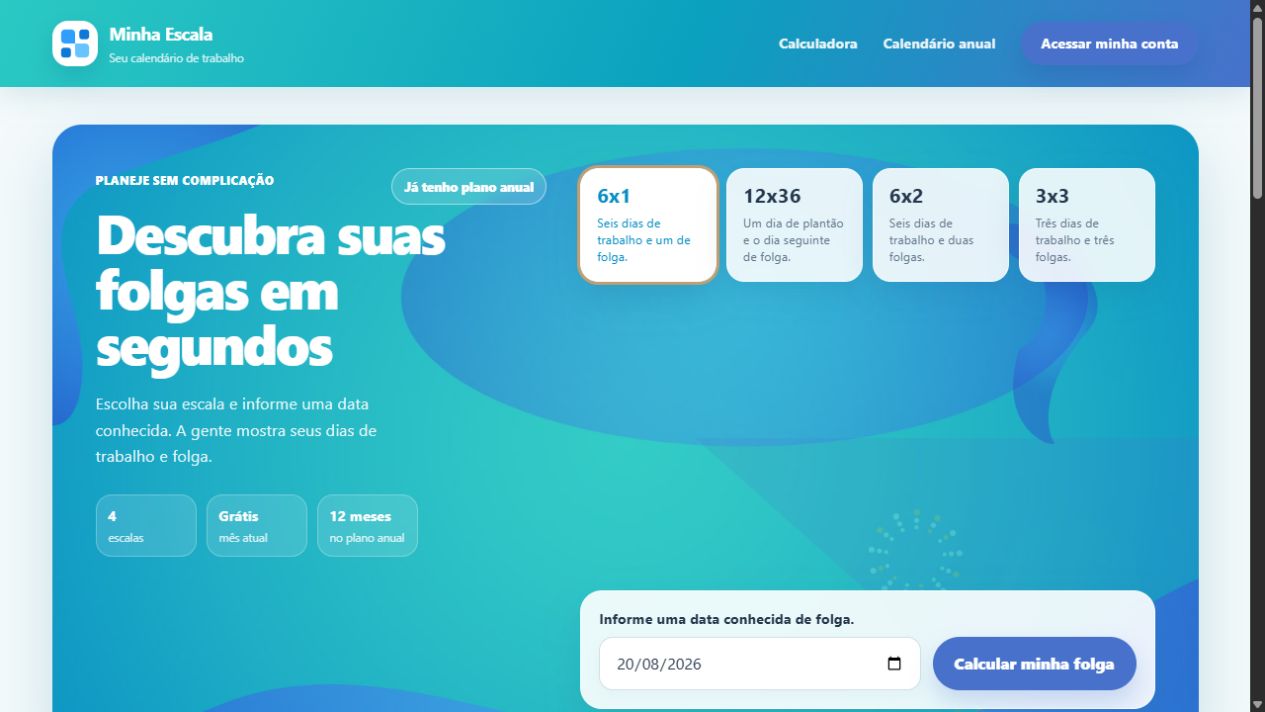 Minha Escala
Seu calendário de trabalho
Calculadora
Calendário anual
Acessar minha conta
PLANEJE SEM COMPLICAÇÃO
Já tenho plano anual
Descubra suas
folgas em
segundos
Escolha sua escala e informe uma data
conhecida. A gente mostra seus dias de
trabalho e folga.
4
escalas
Grátis
mês atual
12 meses
no plano anual
6x1
Seis dias de
trabalho e um de
folga.
12x36
Um dia de plantão
e o dia seguinte
de folga.
6x2
Seis dias de
trabalho e duas
folgas.
3x3
Três dias de
trabalho e três
folgas.
Informe uma data conhecida de folga.
20/08/2026
Calcular minha folga